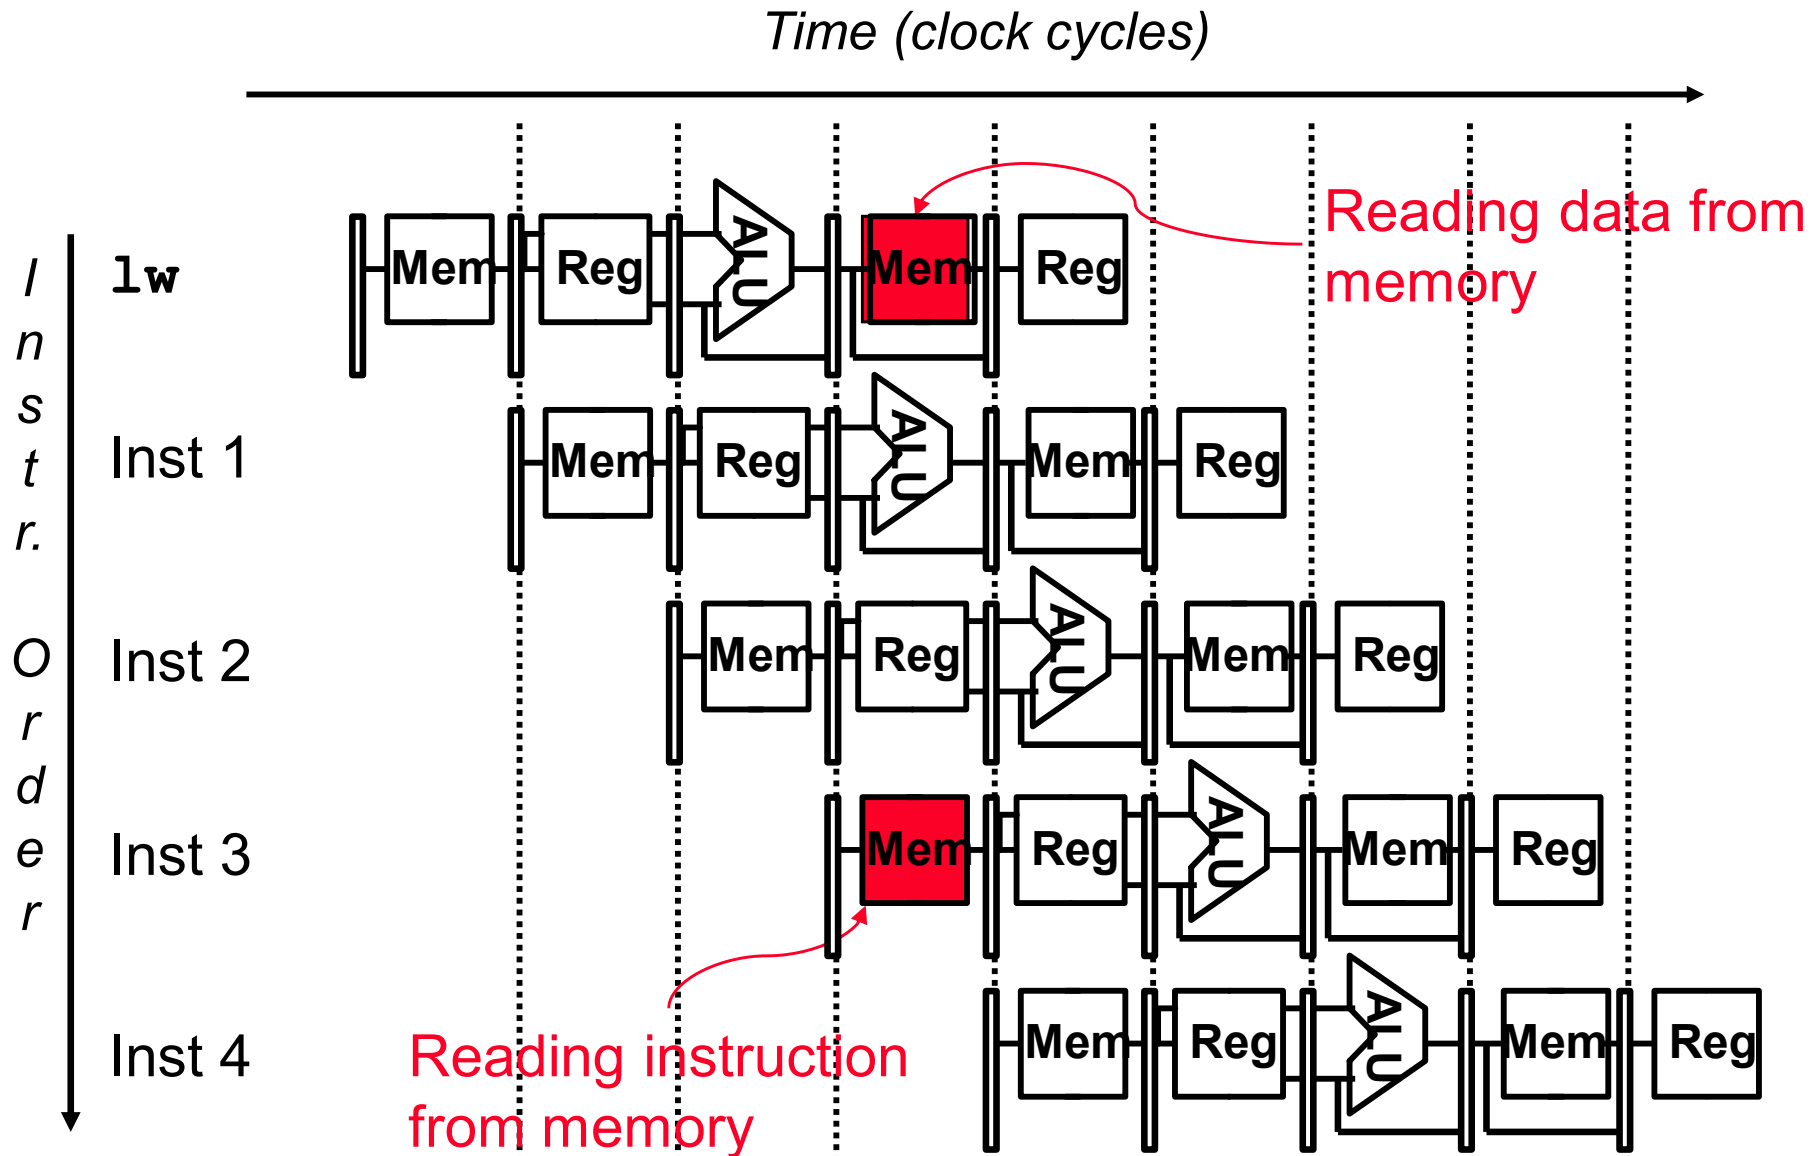 Time (clock cycles)
Instr. Order
lw Mem Reg ALU Mem Reg
Reading data from
memory
Inst 1 Mem Reg ALU Mem Reg
Inst 2 Mem Reg ALU Mem Reg
Inst 3 Mem Reg ALU Mem Reg
Inst 4 Mem Reg ALU Mem Reg
Reading instruction
from memory